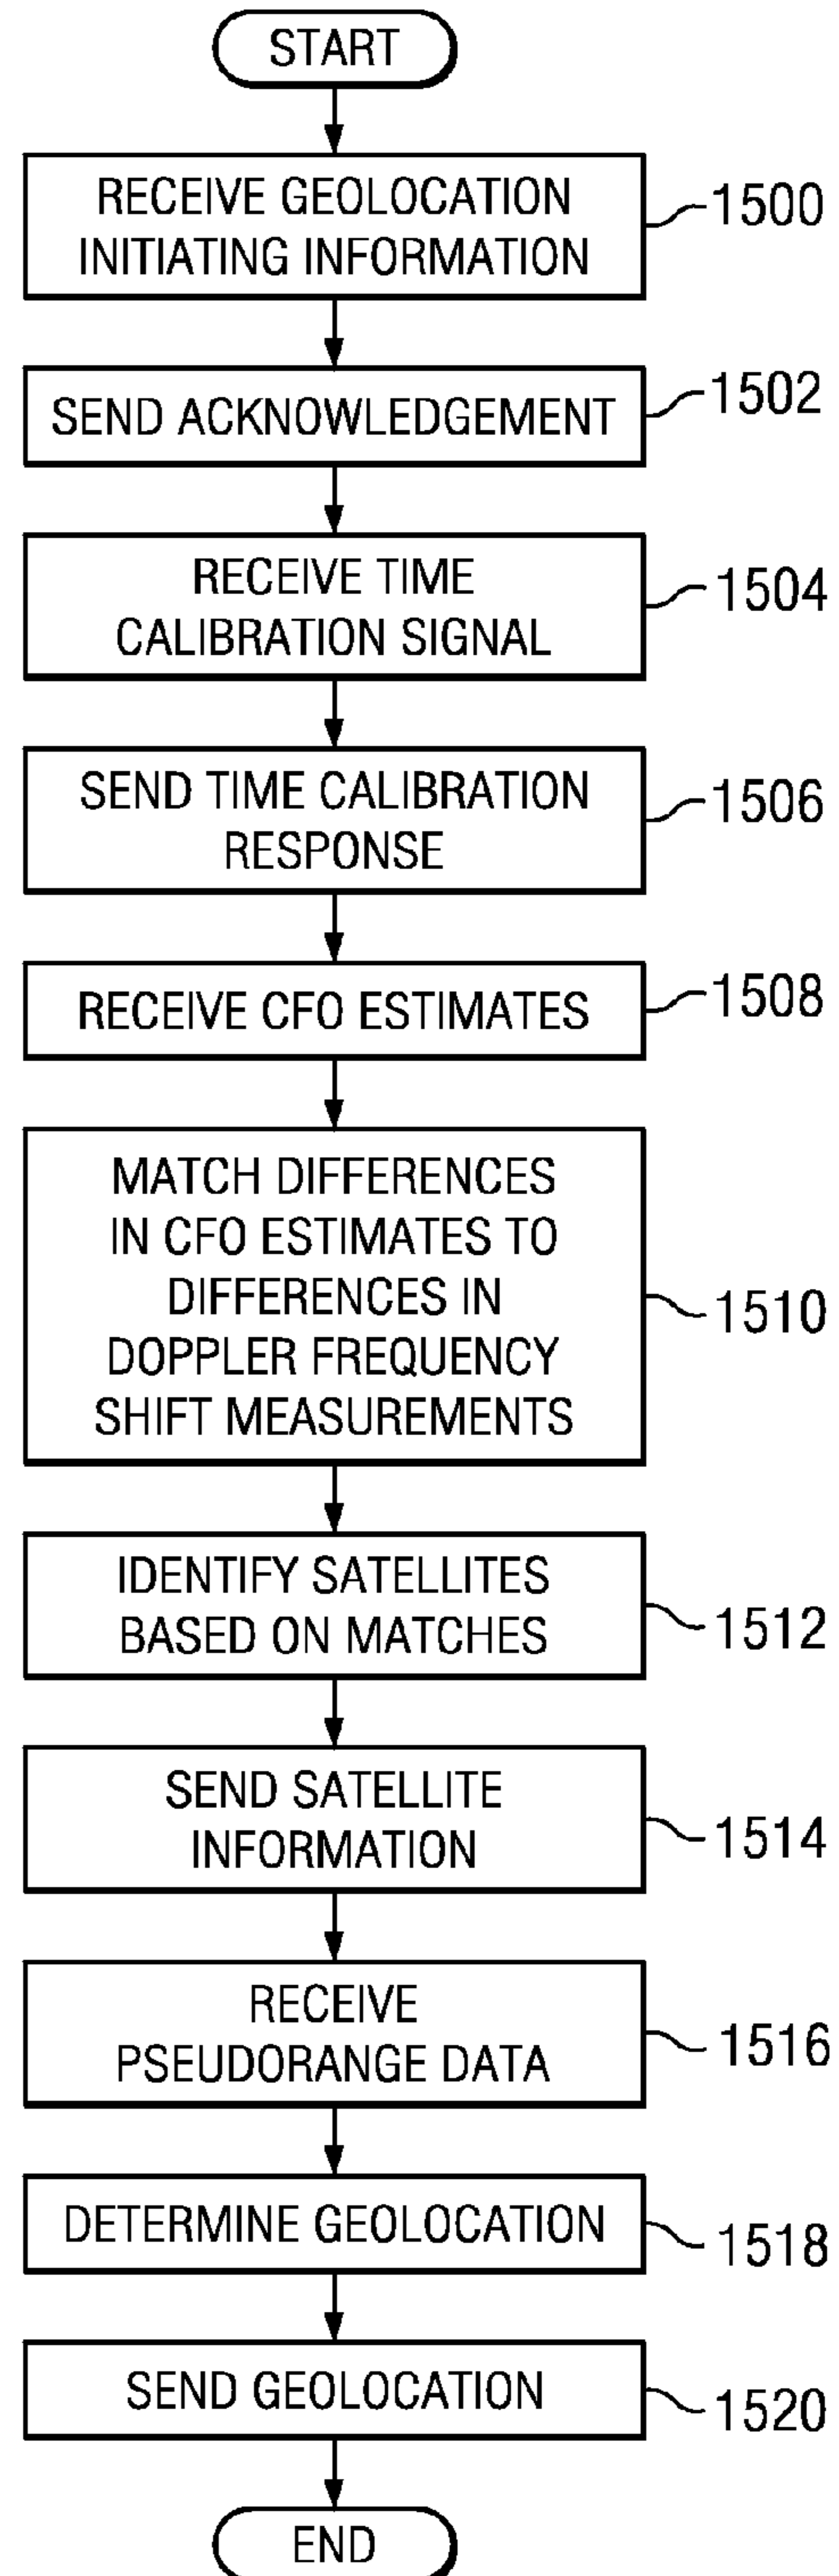 START
RECEIVE GEOLOCATION
INITIATING INFORMATION
1500
SEND ACKNOWLEDGEMENT
1502
RECEIVE TIME
CALIBRATION SIGNAL
1504
SEND TIME CALIBRATION
RESPONSE
1506
RECEIVE CFO ESTIMATES
1508
MATCH DIFFERENCES
IN CFO ESTIMATES TO
DIFFERENCES IN
DOPPLER FREQUENCY
SHIFT MEASUREMENTS
1510
IDENTIFY SATELLITES
BASED ON MATCHES
1512
SEND SATELLITE
INFORMATION
1514
RECEIVE
PSEUDORANGE DATA
1516
DETERMINE GEOLOCATION
1518
SEND GEOLOCATION
1520
END